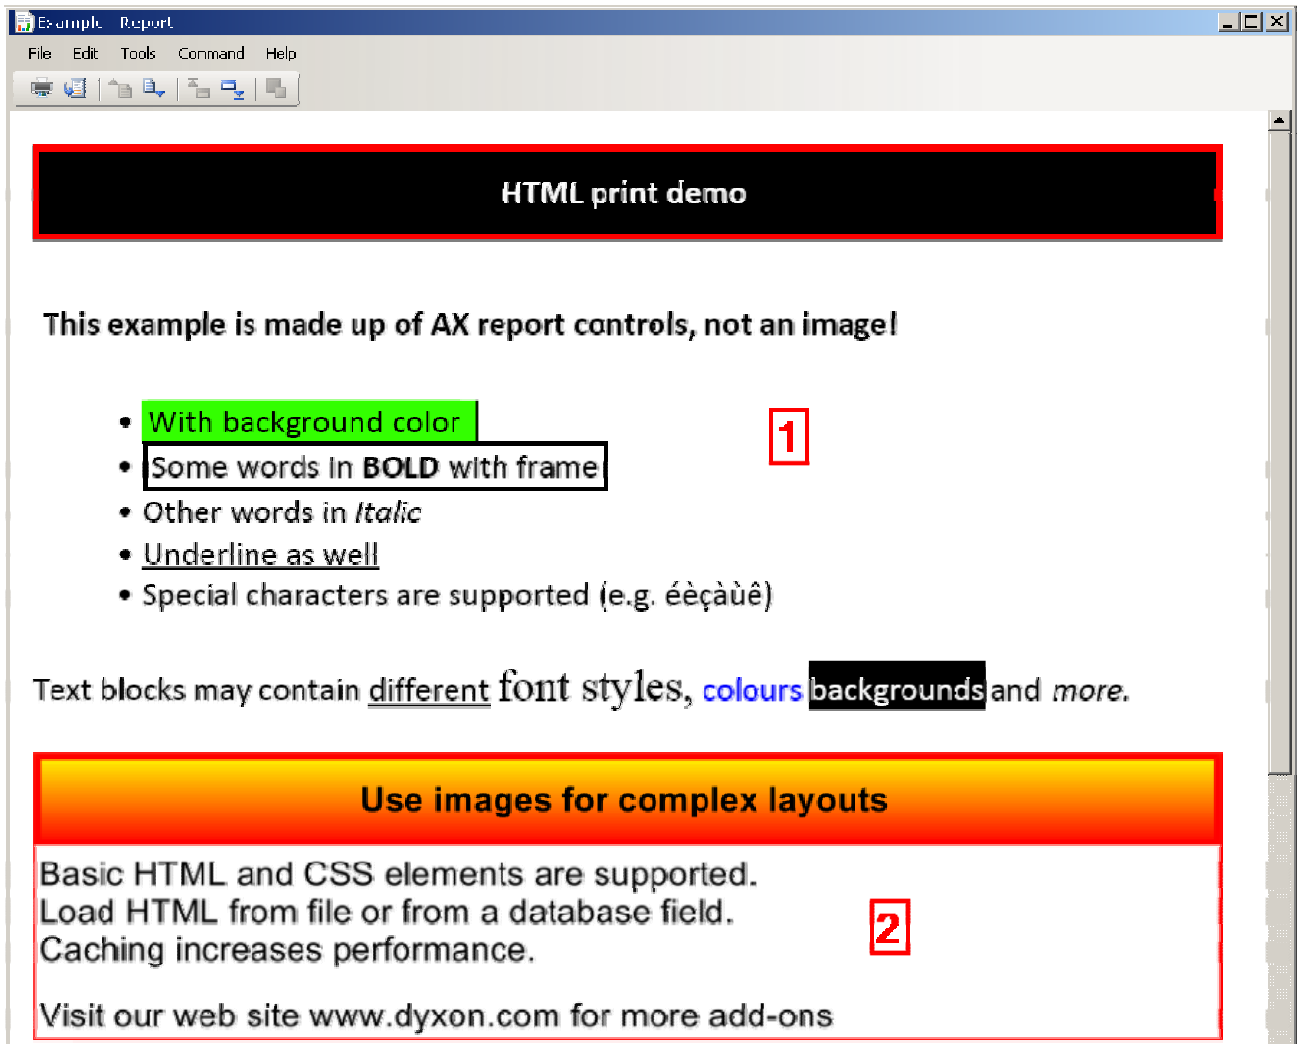 Example Report
File Edit Tools Command Help
HTML print demo
This example is made up of AX report controls, not an image!
• With background color
1
• Some words in BOLD with frame
• Other words in Italic
• Underline as well
• Special characters are supported (e.g. éèçàùê)
Text blocks may contain different font styles, colours backgrounds and more.
Use images for complex layouts
Basic HTML and CSS elements are supported.
Load HTML from file or from a database field.
2
Caching increases performance.
Visit our web site www.dyxon.com for more add-ons